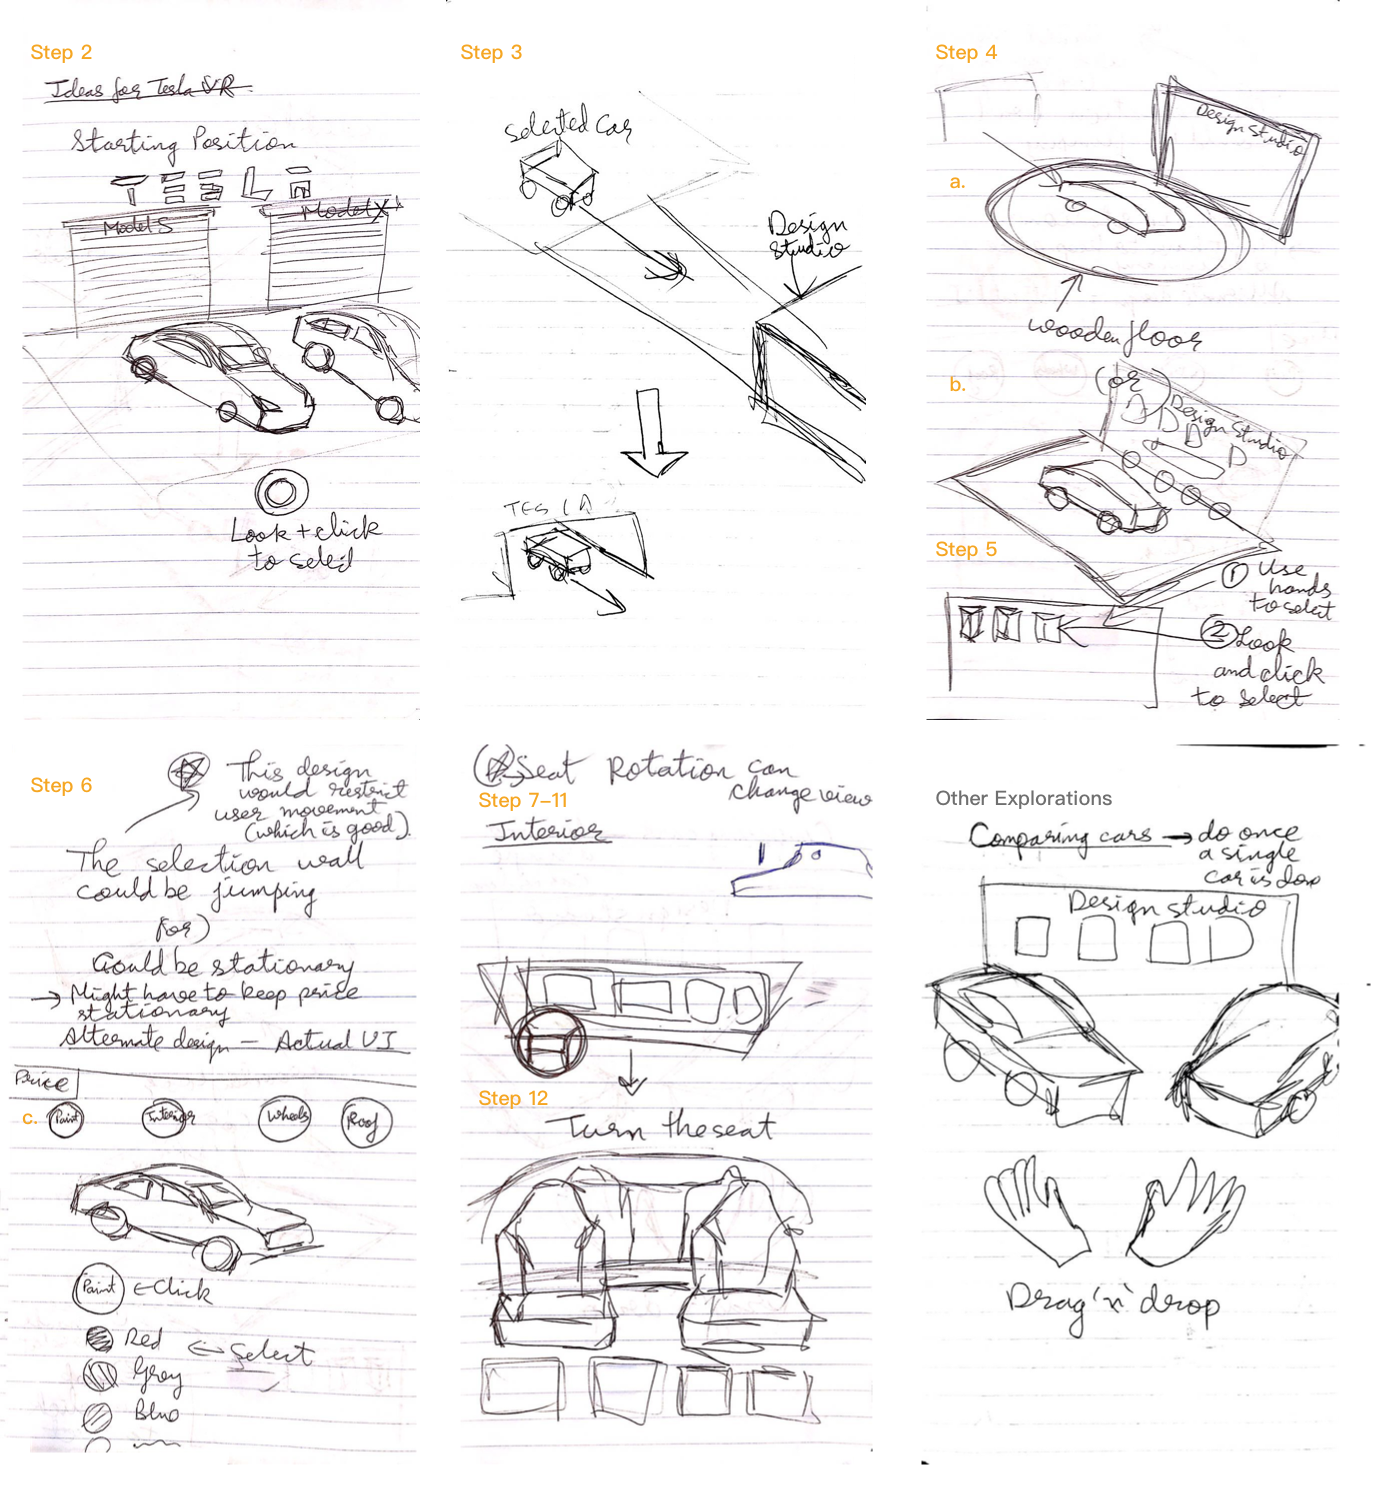 Step 2
Ideas for Tesla VR
Starting Position
TESLA
Model S
Model X
Look + click
to select
Step 3
Selected Car
Design
Studio
TESLA
Step 4
Design Studio
a.
wooden floor
b.
(or)
Design Studio
Step 5
① Use
hands
to select
② Look
and click
to select
Step 6
This design
would restrict
user movement
(which is good).
The selection wall
could be jumping
(or)
Could be stationary
→ Might have to keep price
stationary
Alternate design – Actual UI
Price
c.
Paint
Interior
Wheels
Roof
Paint ← Click
Red ← Select
Grey
Blue
Seat Rotation can
change view
Step 7–11
Interior
Step 12
Turn the seat
Other Explorations
Comparing cars → do once
a single
car is done
Design Studio
Drag 'n' drop